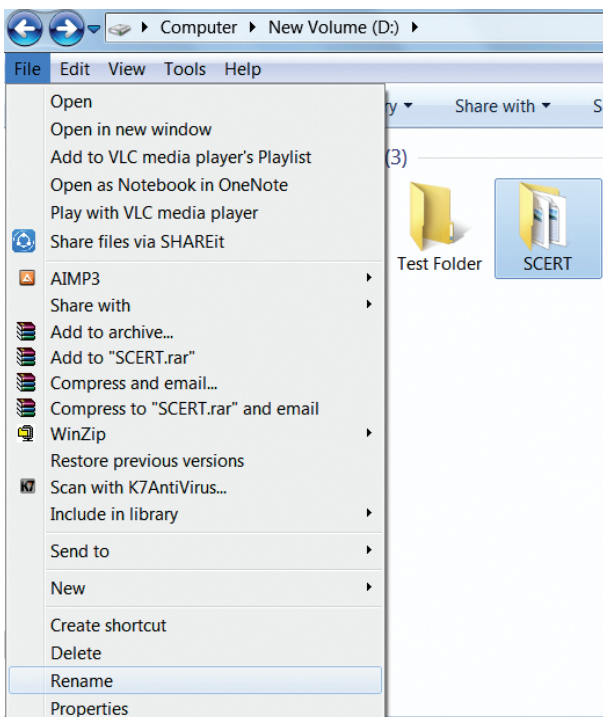 Computer New Volume (D:)
File Edit View Tools Help
ry Share with S
(3)
Test Folder SCERT
Open
Open in new window
Add to VLC media player's Playlist
Open as Notebook in OneNote
Play with VLC media player
Share files via SHAREit
AIMP3
Share with
Add to archive...
Add to "SCERT.rar"
Compress and email...
Compress to "SCERT.rar" and email
WinZip
Restore previous versions
K7 Scan with K7AntiVirus...
Include in library
Send to
New
Create shortcut
Delete
Rename
Properties